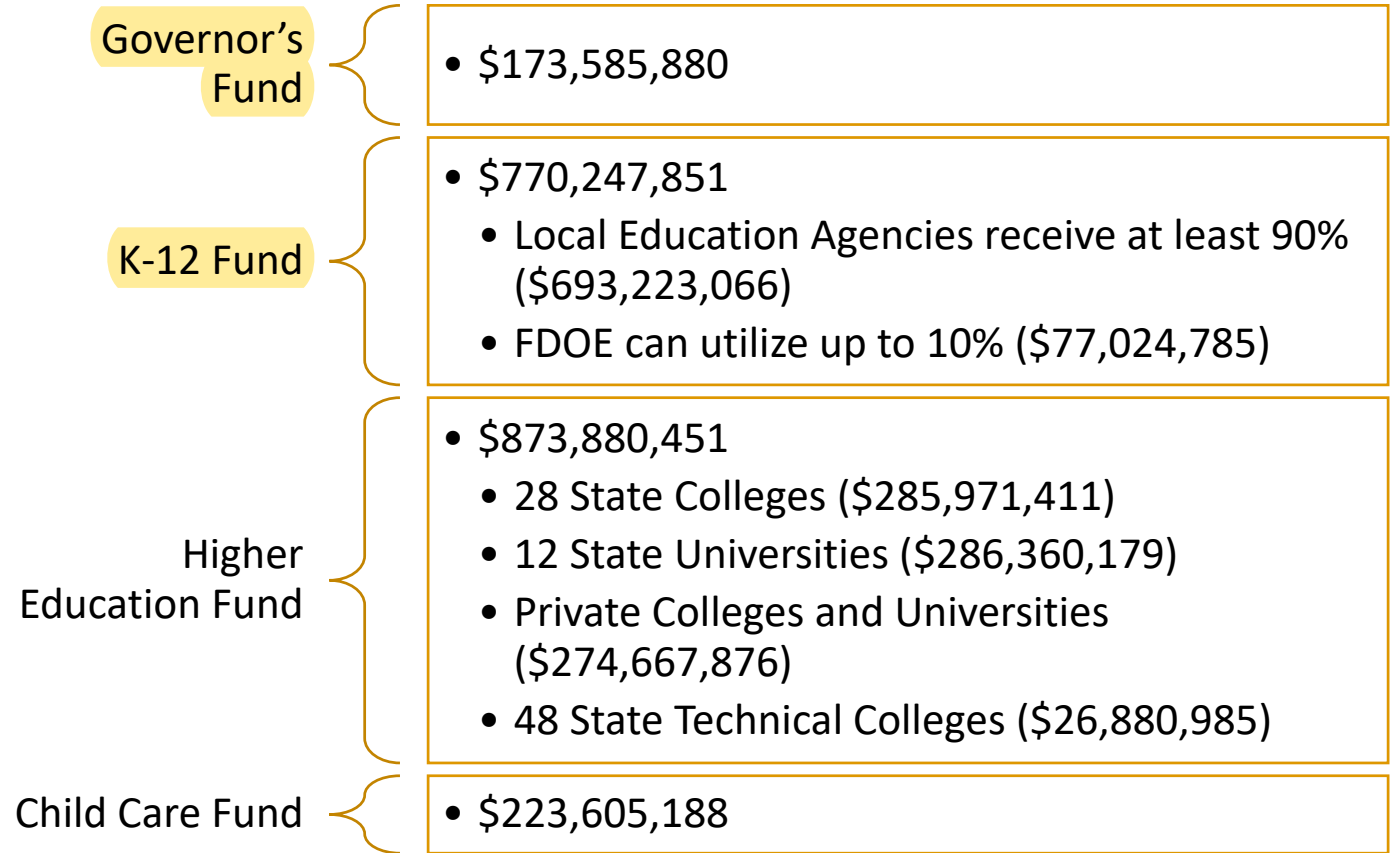 Governor’s
Fund
• $173,585,880
K-12 Fund
• $770,247,851
• Local Education Agencies receive at least 90%
($693,223,066)
• FDOE can utilize up to 10% ($77,024,785)
Higher
Education Fund
• $873,880,451
• 28 State Colleges ($285,971,411)
• 12 State Universities ($286,360,179)
• Private Colleges and Universities
($274,667,876)
• 48 State Technical Colleges ($26,880,985)
Child Care Fund
• $223,605,188